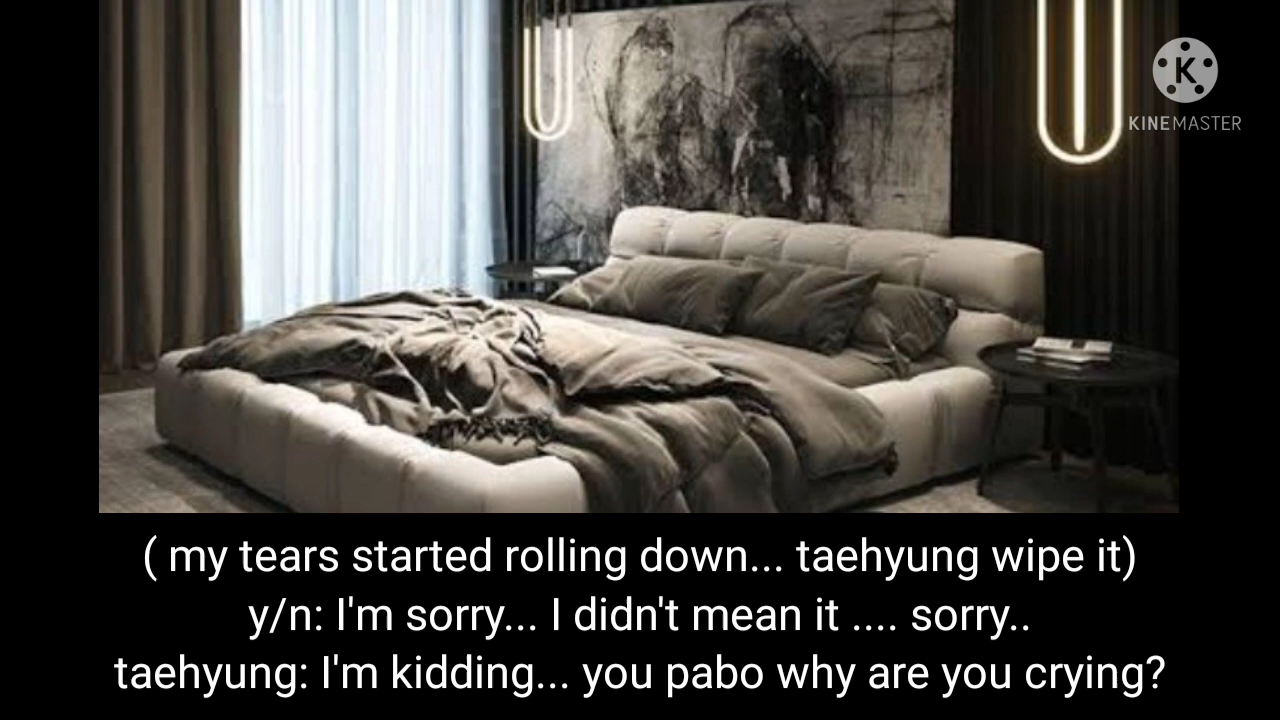 K
KINEMASTER
( my tears started rolling down... taehyung wipe it)
y/n: I'm sorry... I didn't mean it .... sorry..
taehyung: I'm kidding... you pabo why are you crying?